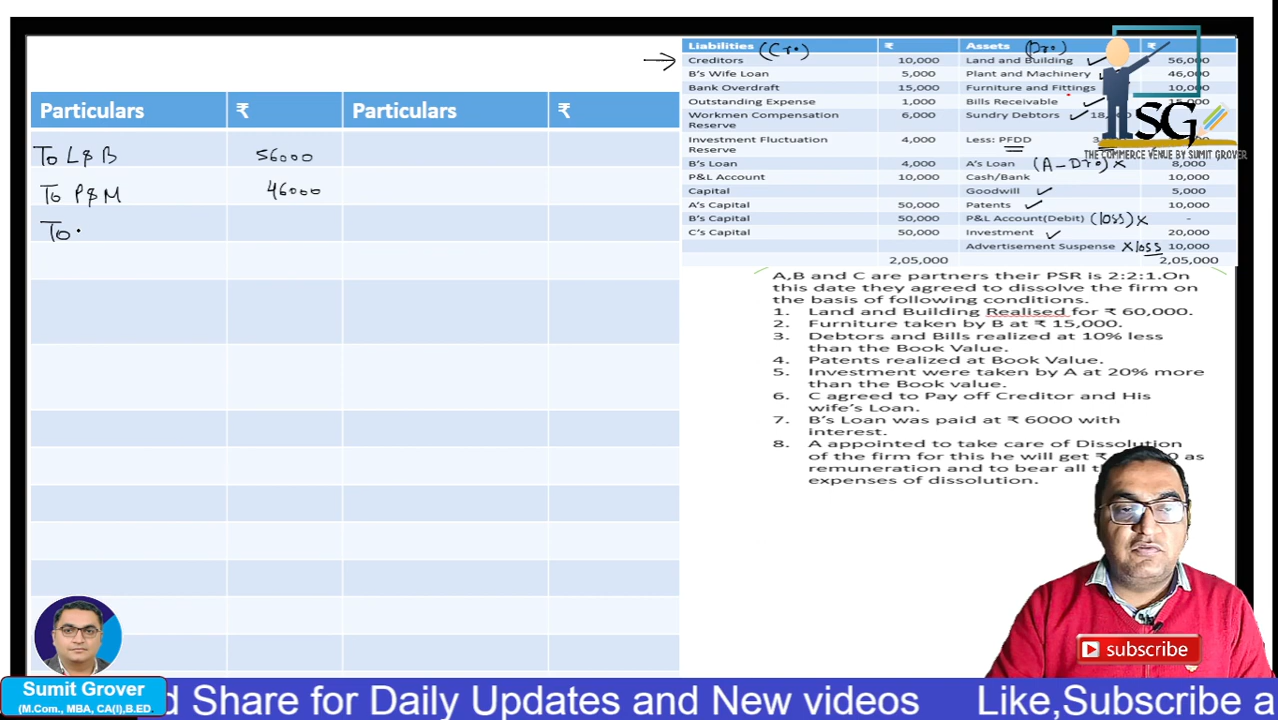 Particulars ₹ Particulars ₹
To L & B 56000
To P & M 46000
To
Liabilities (Cr.) ₹ Assets (Dr.) ₹
Creditors 10,000 Land and Building 56,000
B's Wife Loan 5,000 Plant and Machinery 46,000
Bank Overdraft 15,000 Furniture and Fittings 10,000
Outstanding Expense 1,000 Bills Receivable 15,000
Workmen Compensation 6,000 Sundry Debtors
Reserve
Investment Fluctuation 4,000 Less: PFDD
Reserve
B's Loan 4,000 A's Loan (A-Dr.) x 8,000
P&L Account 10,000 Cash/Bank 10,000
Capital Goodwill 5,000
A's Capital 50,000 Patents 10,000
B's Capital 50,000 P&L Account(Debit) (loss) x -
C's Capital 50,000 Investment 20,000
Advertisement Suspense x loss 10,000
2,05,000 2,05,000
SG
THE COMMERCE VENUE BY SUMIT GROVER
A,B and C are partners their PSR is 2:2:1.On
this date they agreed to dissolve the firm on
the basis of following conditions.
1. Land and Building Realised for ₹ 60,000.
2. Furniture taken by B at ₹ 15,000.
3. Debtors and Bills realized at 10% less
than the Book Value.
4. Patents realized at Book Value.
5. Investment were taken by A at 20% more
than the Book value.
6. C agreed to Pay off Creditor and His
wife's Loan.
7. B's Loan was paid at ₹ 6000 with
interest.
8. A appointed to take care of Dissolution
of the firm for this he will get ₹ as
remuneration and to bear all
expenses of dissolution.
subscribe
Sumit Grover
(M.Com., MBA, CA(I),B.ED
d Share for Daily Updates and New videos Like,Subscribe a